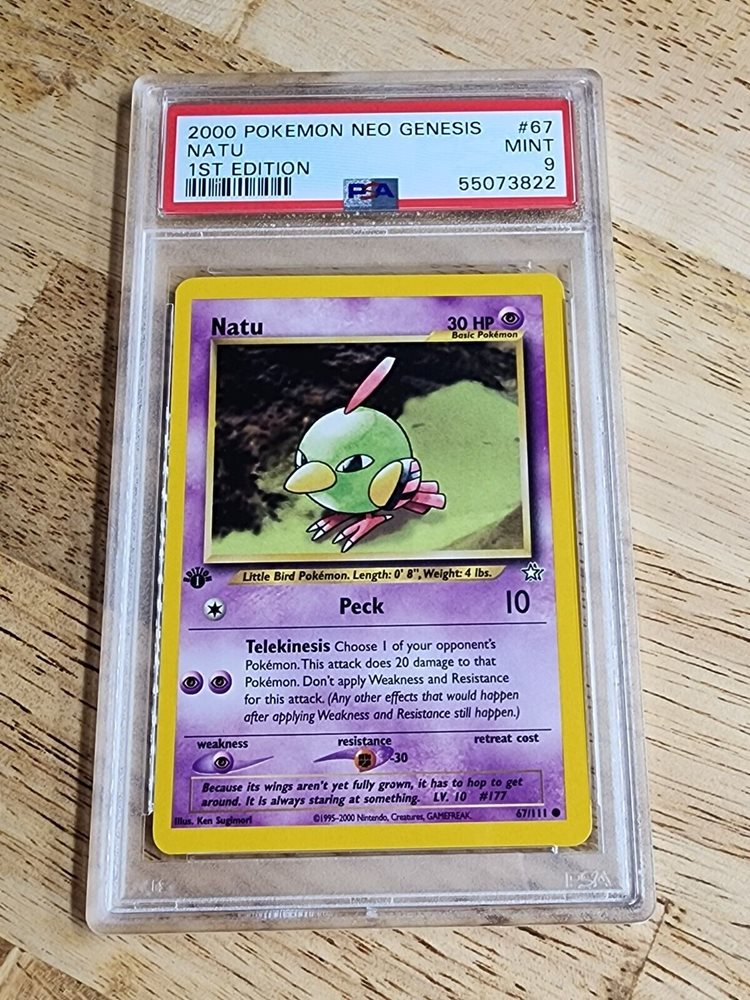 2000 POKEMON NEO GENESIS #67
NATU MINT
1ST EDITION 9
PSA 55073822
Natu 30 HP
Basic Pokémon
Little Bird Pokémon. Length: 0' 8", Weight: 4 lbs.
EDITION 1
Peck 10
Telekinesis Choose 1 of your opponent's
Pokémon. This attack does 20 damage to that
Pokémon. Don't apply Weakness and Resistance
for this attack. (Any other effects that would happen
after applying Weakness and Resistance still happen.)
weakness resistance retreat cost
-30
Because its wings aren't yet fully grown, it has to hop to get
around. It is always staring at something. LV. 10 #177
Illus. Ken Sugimori ©1995-2000 Nintendo, Creatures, GAMEFREAK. 67/111
PSA